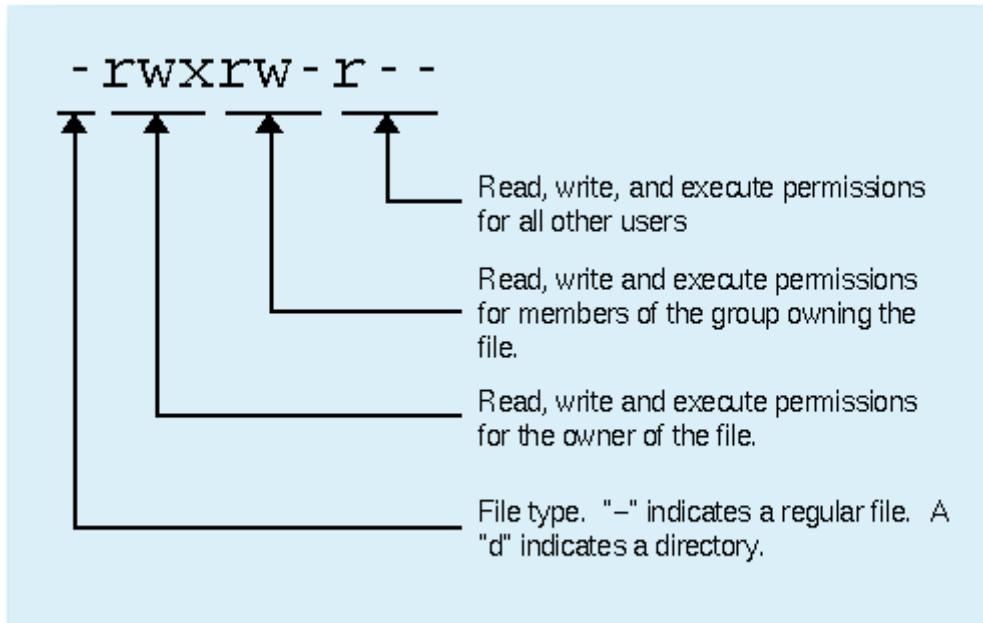 -rwxrw-r--
Read, write, and execute permissions
for all other users
Read, write and execute permissions
for members of the group owning the
file.
Read, write and execute permissions
for the owner of the file.
File type. "–" indicates a regular file. A
"d" indicates a directory.